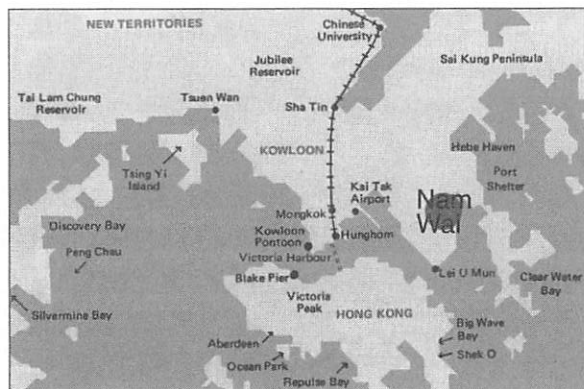 NEW TERRITORIES
Chinese
University
Jubilee
Reservoir
Sai Kung Peninsula
Tai Lam Chung
Reservoir
Tsuen Wan
Sha Tin
KOWLOON
Hebe Haven
Tsing Yi
Island
Port
Shelter
Kai Tak
Airport
Nam
Wai
Discovery Bay
Mongkok
Kowloon
Pontoon
Hunghom
Peng Chau
Victoria Harbour
Blake Pier
Lei U Mun
Clear Water
Bay
Victoria
Peak
HONG KONG
Silvermine Bay
Big Wave
Bay
Aberdeen
Ocean Park
Shek O
Repulse Bay